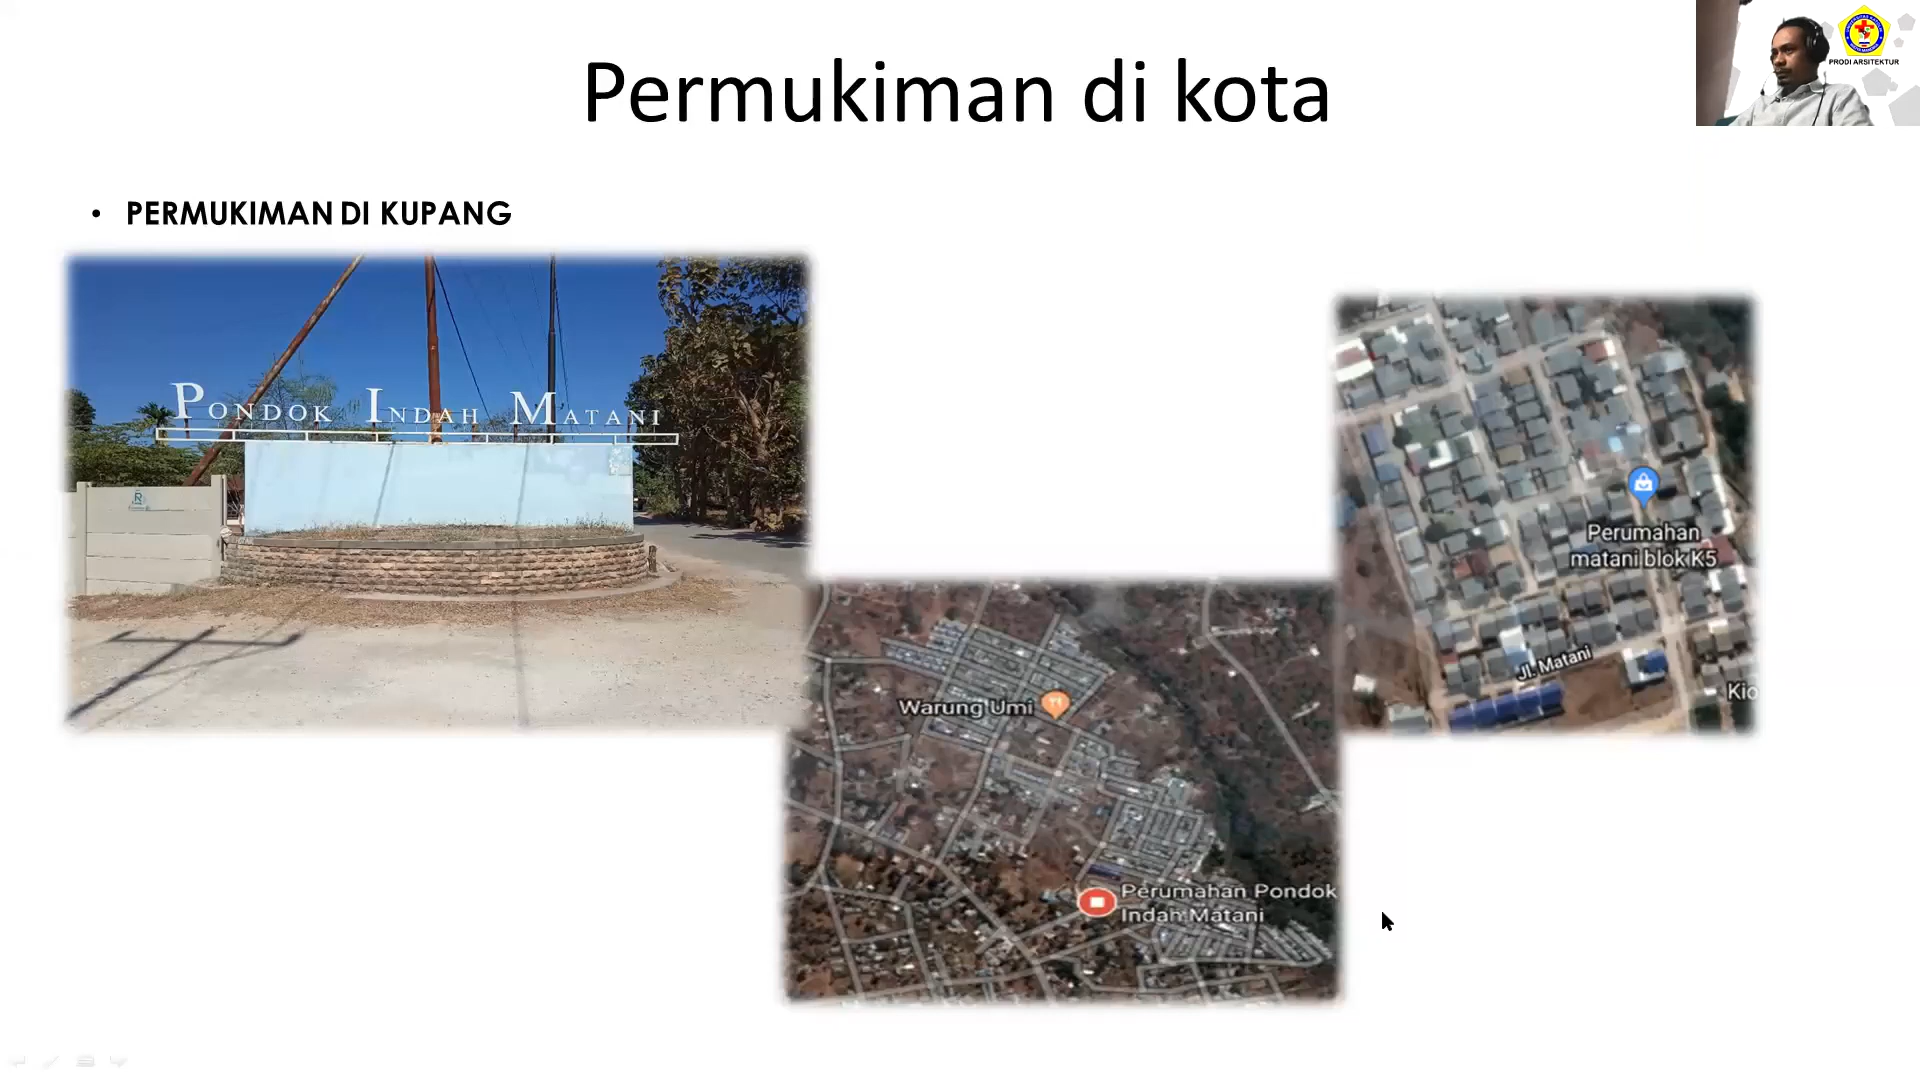 Permukiman di kota
PRODI ARSITEKTUR
• PERMUKIMAN DI KUPANG
PONDOK INDAH MATANI
R
Perumahan
matani blok K5
Jl. Matani
Kio
Warung Umi
Perumahan Pondok
Indah Matani